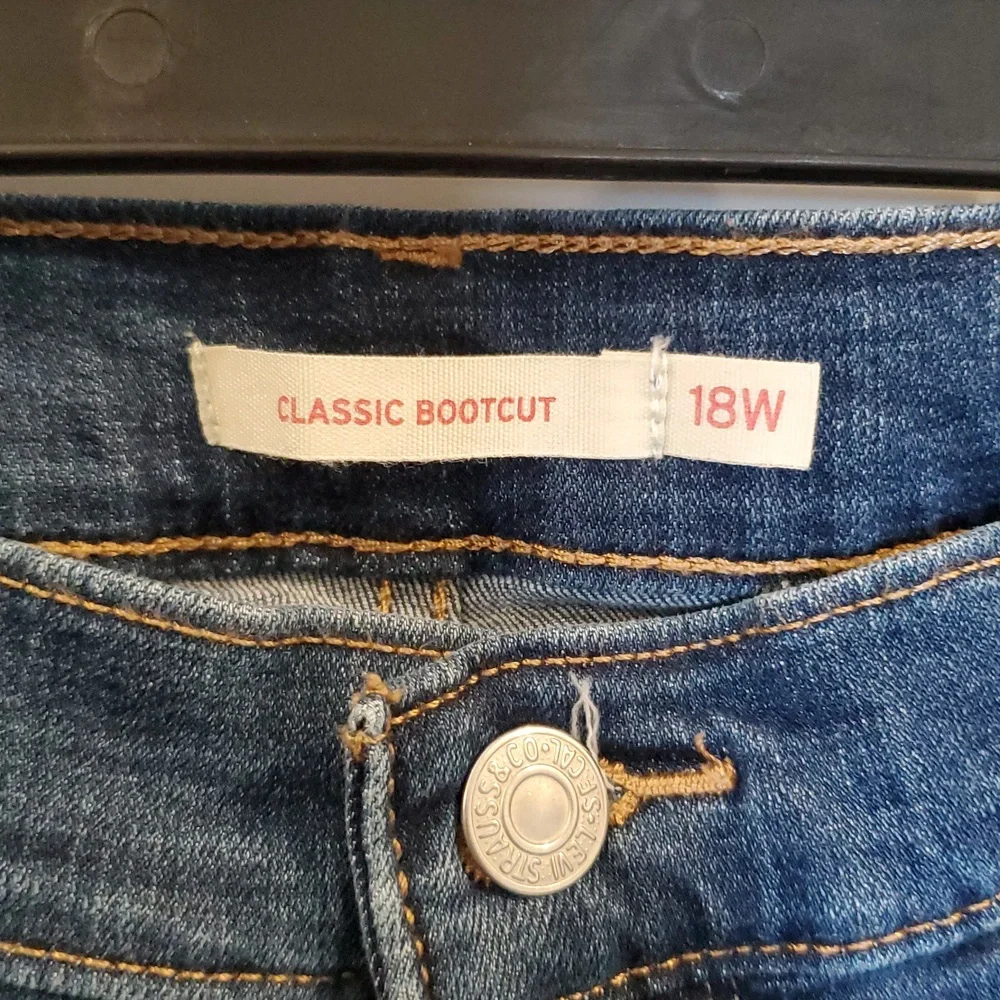 CLASSIC BOOTCUT
18W
LEVI STRAUSS & CO · S.F. CAL ·